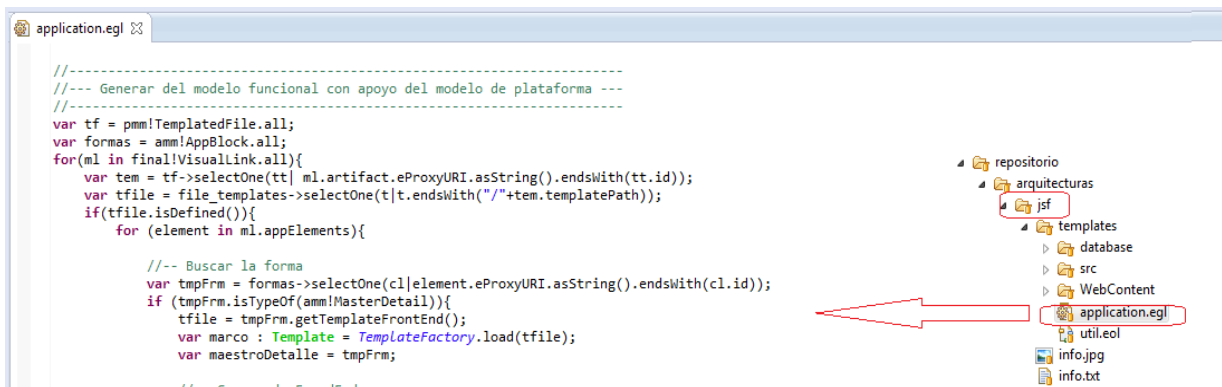 application.egl
//-----------------------------------------------------------------------
//--- Generar del modelo funcional con apoyo del modelo de plataforma ---
//-----------------------------------------------------------------------
var tf = pmm!TemplatedFile.all;
var formas = amm!AppBlock.all;
for(ml in final!VisualLink.all){
var tem = tf->selectOne(tt| ml.artifact.eProxyURI.asString().endsWith(tt.id));
var tfile = file_templates->selectOne(t|t.endsWith("/"+tem.templatePath));
if(tfile.isDefined()){
for (element in ml.appElements){
//-- Buscar la forma
var tmpFrm = formas->selectOne(cl|element.eProxyURI.asString().endsWith(cl.id));
if (tmpFrm.isTypeOf(amm!MasterDetail)){
tfile = tmpFrm.getTemplateFrontEnd();
var marco : Template = TemplateFactory.load(tfile);
var maestroDetalle = tmpFrm;
repositorio
arquitecturas
jsf
templates
database
src
WebContent
application.egl
util.eol
info.jpg
info.txt